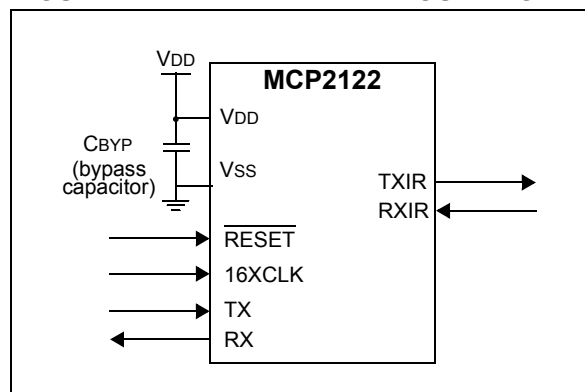 VDD
MCP2122
VDD
CBYP
(bypass
capacitor)
VSS
TXIR
RXIR
RESET
16XCLK
TX
RX